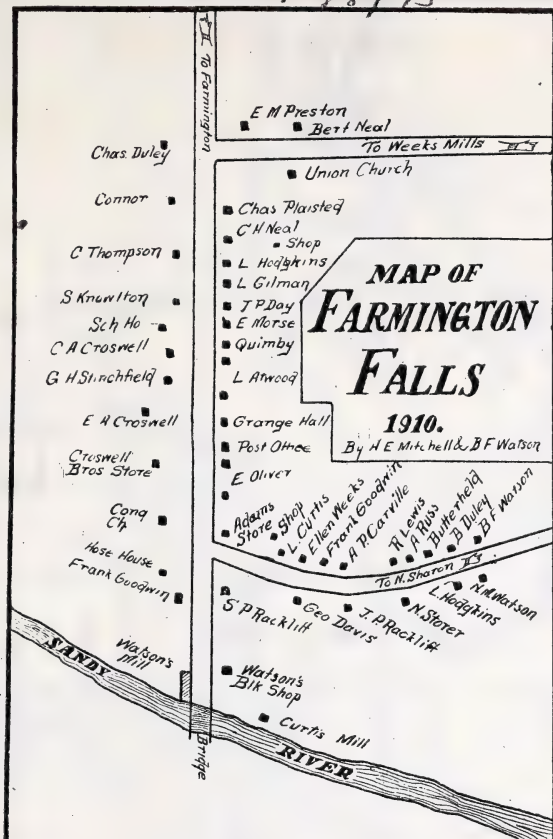 To Farmington
E M Preston
Bert Neal
To Weeks Mills
Chas. Duley
Union Church
Connor
Chas Plaisted
C H Neal
Shop
C Thompson
L Hodgkins
L Gilman
S Knowlton
J P Day
Sch Ho
E Morse
C A Croswell
Quimby
G H Stinchfield
L Atwood
E A Croswell
Grange Hall
Croswell
Bros Store
Post Office
E Oliver
MAP OF
FARMINGTON
FALLS
1910.
By H E Mitchell & B F Watson
Cong
Ch
Adams
Store
Shop
L. Curtis
Ellen Weeks
Frank Goodwin
A P Carville
R Lewis
A Russ
Butterfield
B Duley
B F Watson
Hose House
Frank Goodwin
To N. Sharon
S P Rackliff
Geo Davis
J. A Rackliff
N. Storer
L. Hodgkins
N. M Watson
Watson's
Mill
Watson's
Blk Shop
Curtis Mill
SANDY
RIVER
Bridge